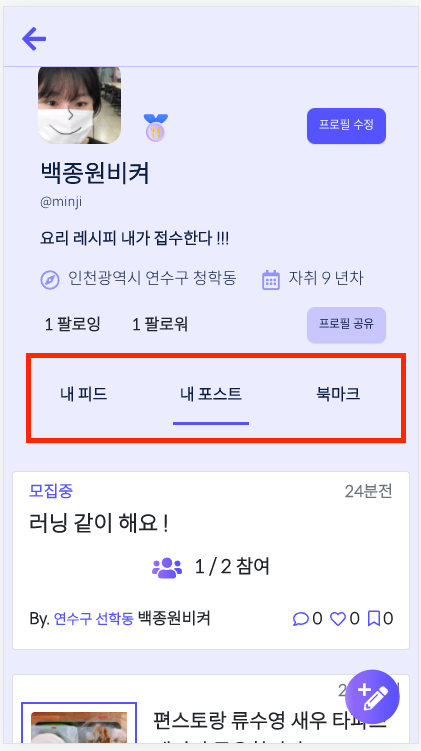 프로필 수정
백종원비켜
@minji
요리 레시피 내가 접수한다 !!!
인천광역시 연수구 청학동 자취 9 년차
1 팔로잉 1 팔로워
프로필 공유
내 피드 내 포스트 북마크
모집중 24분전
러닝 같이 해요 !
1 / 2 참여
By. 연수구 선학동 백종원비켜 0 0 0
편스토랑 류수영 새우